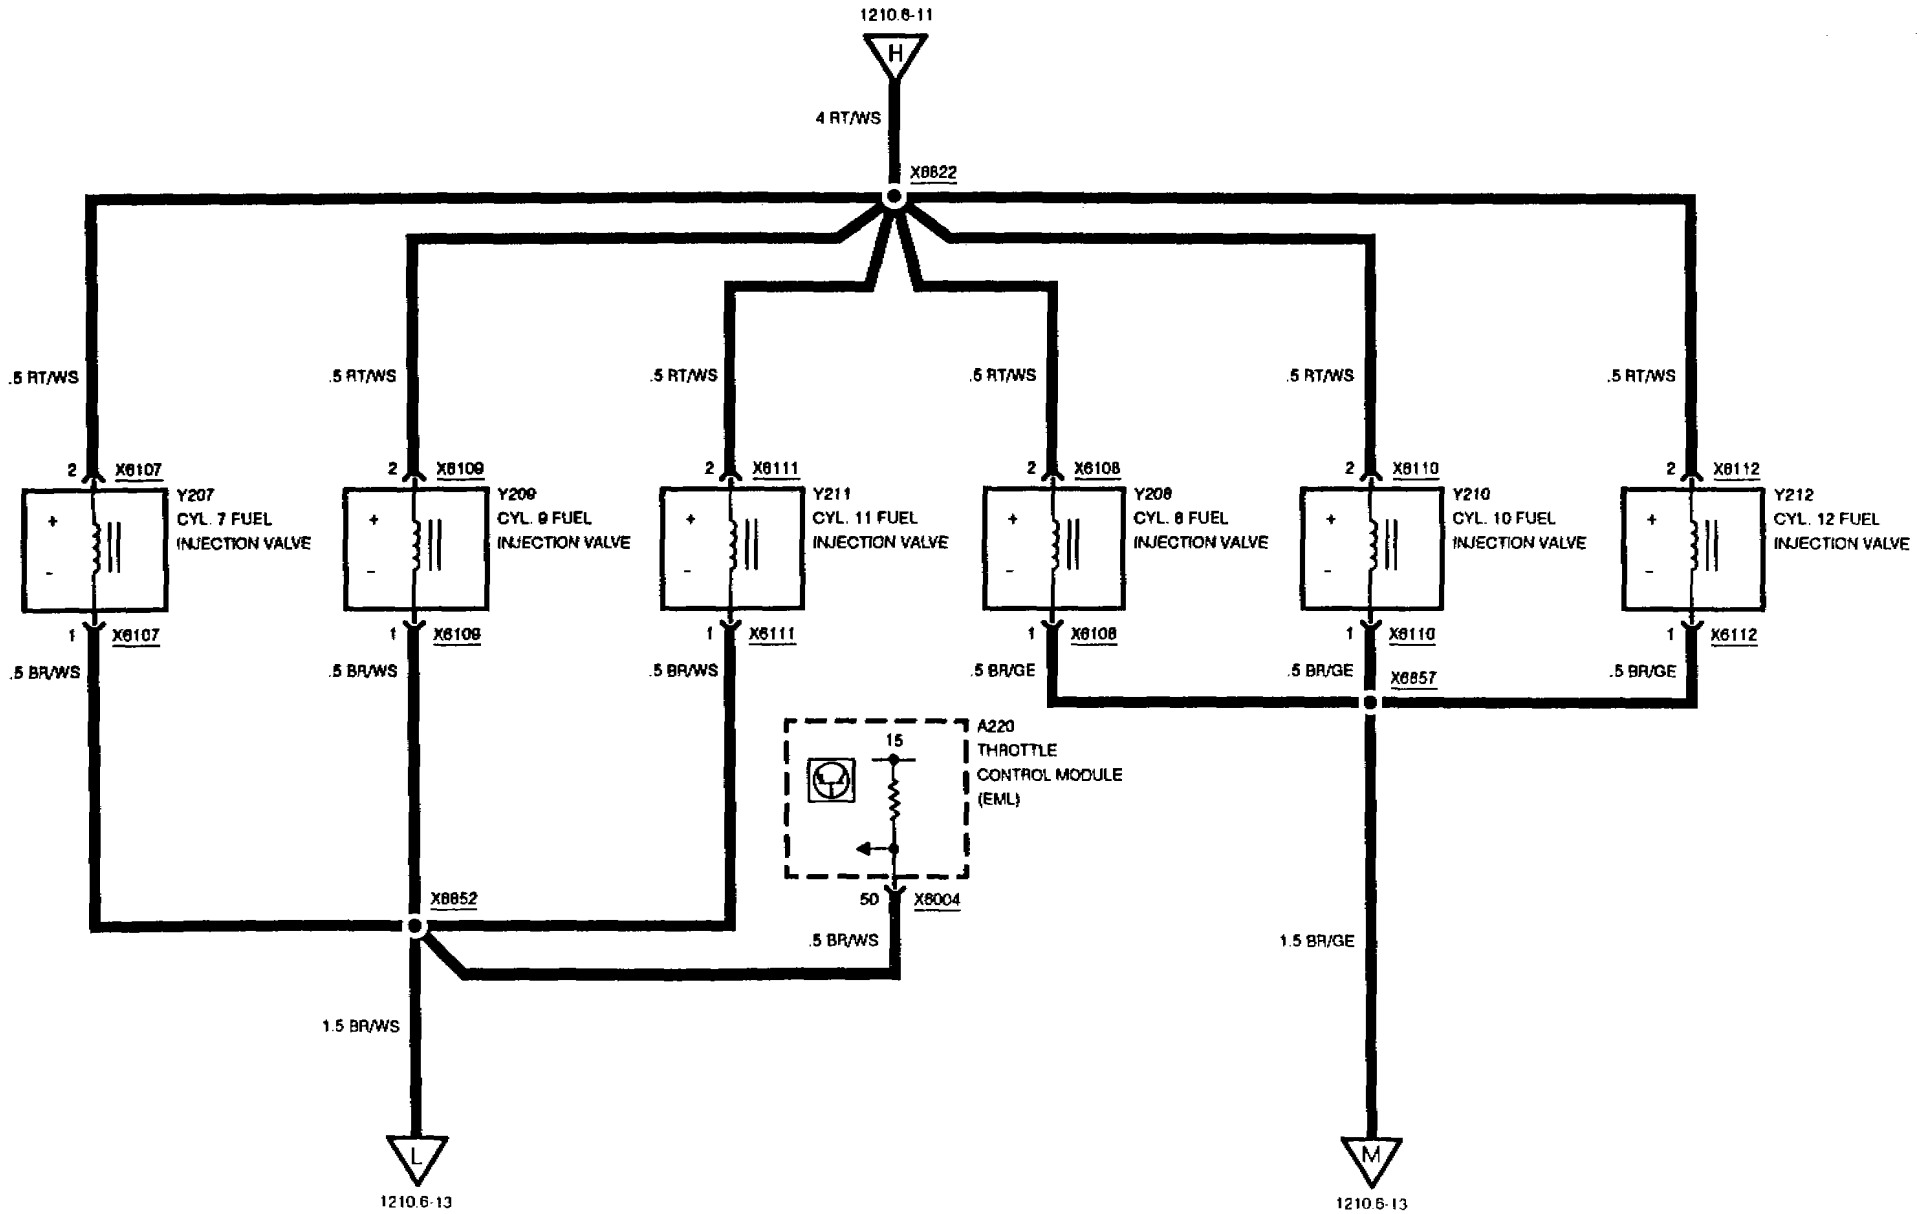 1210.6-11
H
4 RT/WS
X6822
.5 RT/WS .5 RT/WS .5 RT/WS .5 RT/WS .5 RT/WS .5 RT/WS
2 X6107 2 X6109 2 X6111 2 X6108 2 X6110 2 X6112
Y207
CYL. 7 FUEL
INJECTION VALVE
+
-
Y209
CYL. 9 FUEL
INJECTION VALVE
+
-
Y211
CYL. 11 FUEL
INJECTION VALVE
+
-
Y208
CYL. 8 FUEL
INJECTION VALVE
+
-
Y210
CYL. 10 FUEL
INJECTION VALVE
+
-
Y212
CYL. 12 FUEL
INJECTION VALVE
+
-
1 X6107 1 X6109 1 X6111 1 X6108 1 X6110 1 X6112
.5 BR/WS .5 BR/WS .5 BR/WS .5 BR/GE .5 BR/GE .5 BR/GE
X6857
A220
THROTTLE
CONTROL MODULE
(EML)
15
50 X6004
X6852
.5 BR/WS
1.5 BR/GE
1.5 BR/WS
L
1210.6-13
M
1210.6-13